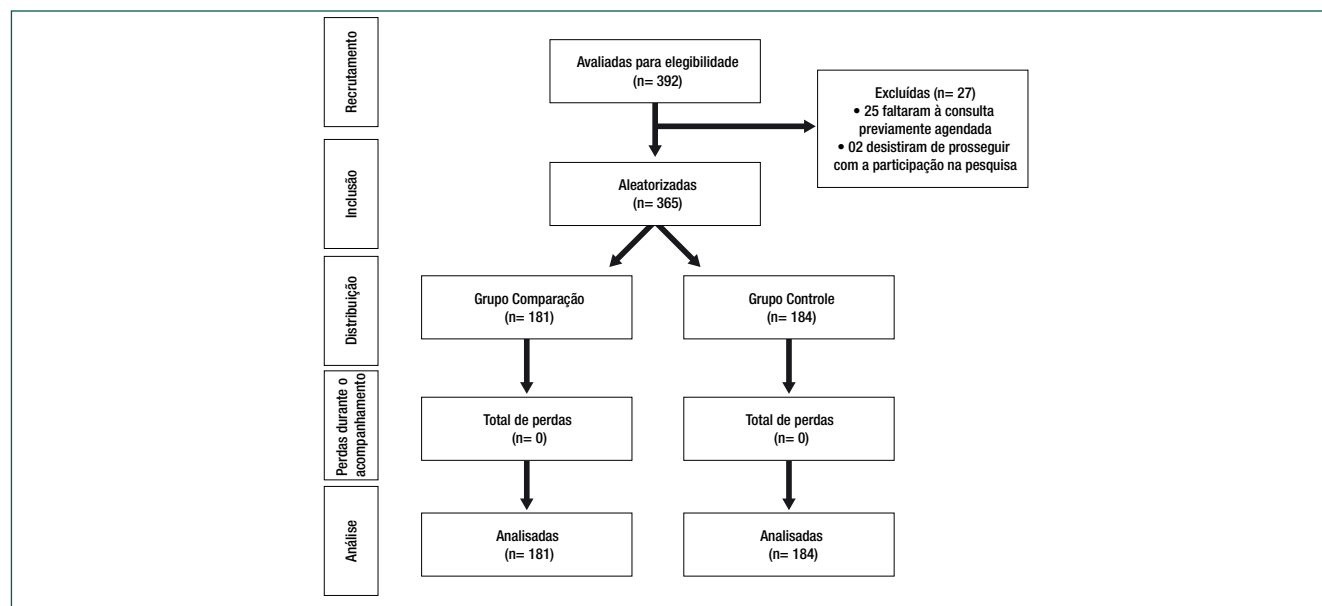 Recrutamento
Avaliadas para elegibilidade
(n= 392)
Excluídas (n= 27)
• 25 faltaram à consulta
previamente agendada
• 02 desistiram de prosseguir
com a participação na pesquisa
Inclusão
Aleatorizadas
(n= 365)
Distribuição
Grupo Comparação
(n= 181)
Grupo Controle
(n= 184)
Perdas durante o
acompanhamento
Total de perdas
(n= 0)
Total de perdas
(n= 0)
Análise
Analisadas
(n= 181)
Analisadas
(n= 184)